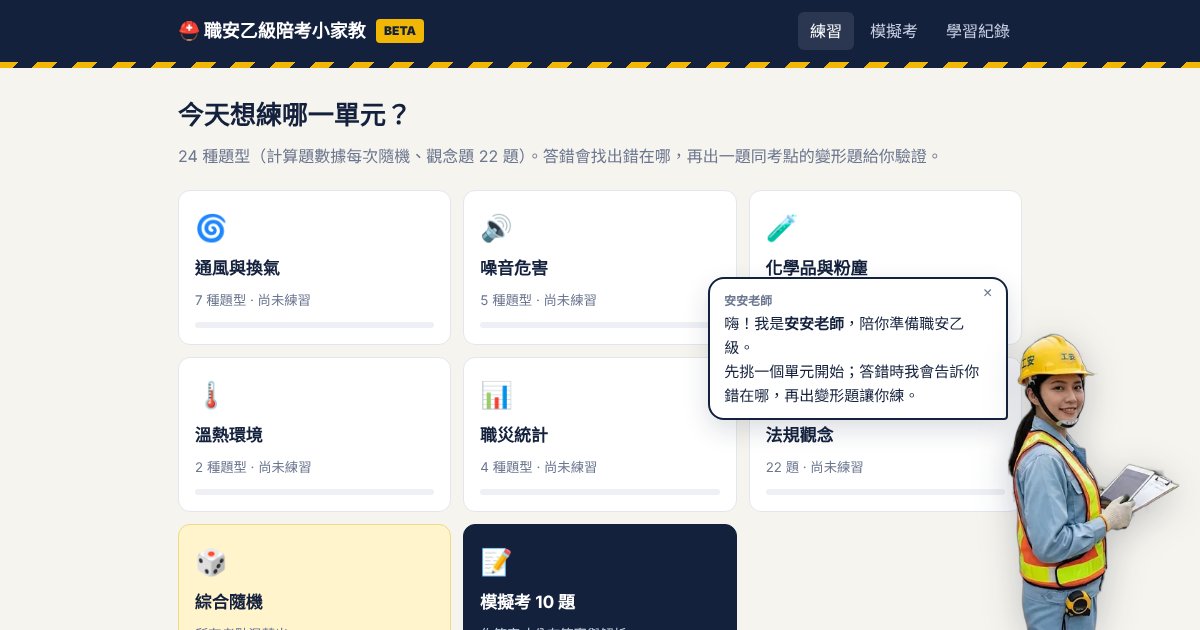 職安乙級陪考小家教 BETA
練習 模擬考 學習紀錄
今天想練哪一單元？
24 種題型（計算題數據每次隨機、觀念題 22 題）。答錯會找出錯在哪，再出一題同考點的變形題給你驗證。
通風與換氣
7 種題型 · 尚未練習
噪音危害
5 種題型 · 尚未練習
化學品與粉塵
安安老師
×
嗨！我是安安老師，陪你準備職安乙
級。
先挑一個單元開始；答錯時我會告訴你
錯在哪，再出變形題讓你練。
工安
工安
溫熱環境
2 種題型 · 尚未練習
職災統計
4 種題型 · 尚未練習
法規觀念
22 題 · 尚未練習
綜合隨機
模擬考 10 題